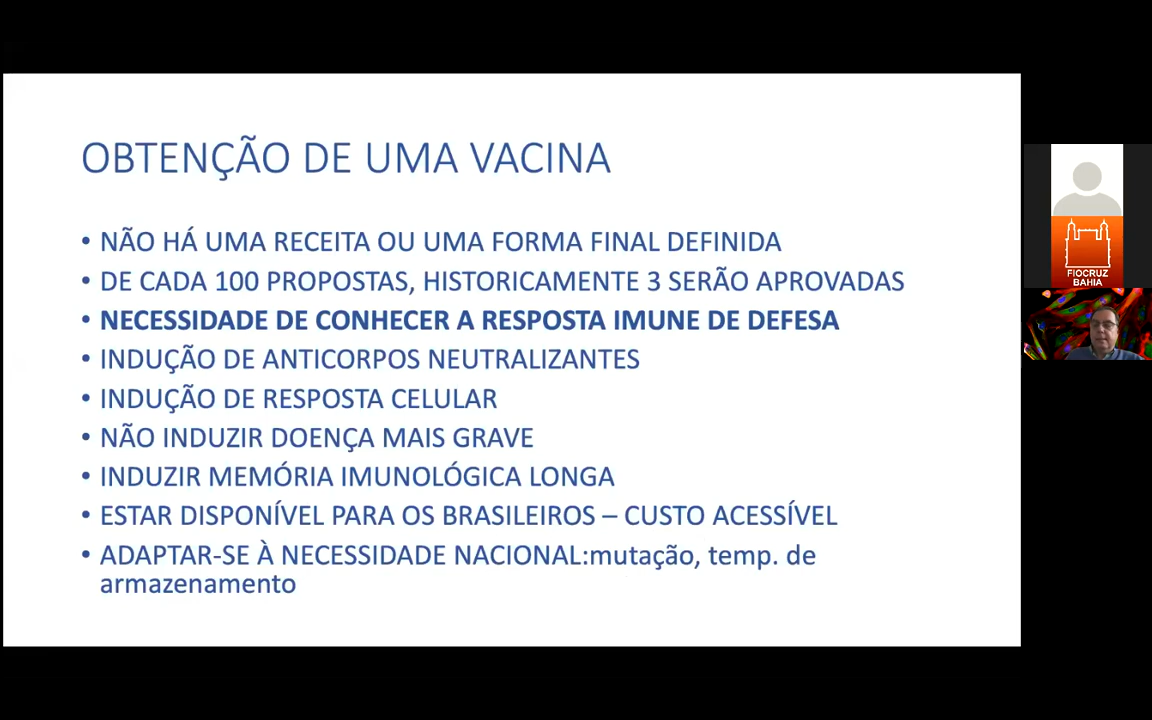 OBTENÇÃO DE UMA VACINA
• NÃO HÁ UMA RECEITA OU UMA FORMA FINAL DEFINIDA
• DE CADA 100 PROPOSTAS, HISTORICAMENTE 3 SERÃO APROVADAS
• NECESSIDADE DE CONHECER A RESPOSTA IMUNE DE DEFESA
• INDUÇÃO DE ANTICORPOS NEUTRALIZANTES
• INDUÇÃO DE RESPOSTA CELULAR
• NÃO INDUZIR DOENÇA MAIS GRAVE
• INDUZIR MEMÓRIA IMUNOLÓGICA LONGA
• ESTAR DISPONÍVEL PARA OS BRASILEIROS – CUSTO ACESSÍVEL
• ADAPTAR-SE À NECESSIDADE NACIONAL:mutação, temp. de
armazenamento
FIOCRUZ
BAHIA